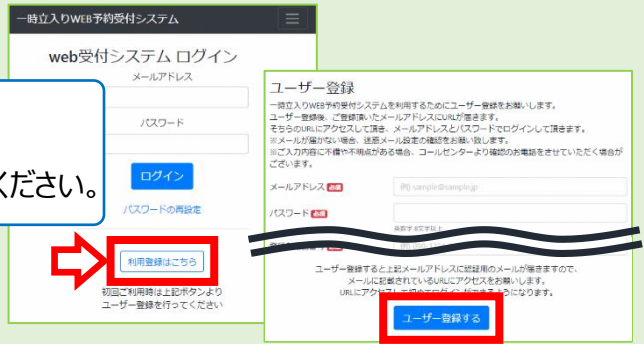 一時立入りWEB予約受付システム
web受付システム ログイン
メールアドレス
パスワード
ログイン
パスワードの再設定
利用登録はこちら
初回ご利用時は上記ボタンより
ユーザー登録を行ってください
ください。
ユーザー登録
一時立入りWEB予約受付システムを利用するためにユーザー登録をお願いします。
ユーザー登録後、ご登録頂いたメールアドレスにURLが届きます。
そちらのURLにアクセスして頂き、メールアドレスとパスワードでログインして頂きます。
※メールが届かない場合、迷惑メール設定の確認をお願い致します。
※ご入力内容に不備や不明点がある場合、コールセンターより確認のお電話をさせていただく場合が
ございます。
メールアドレス 必須
例) sample@sample.jp
パスワード 必須
英数字 8文字以上
ユーザー登録すると上記メールアドレスに認証用のメールが届きますので、
メールに記載されているURLにアクセスをお願いします。
ユーザー登録する